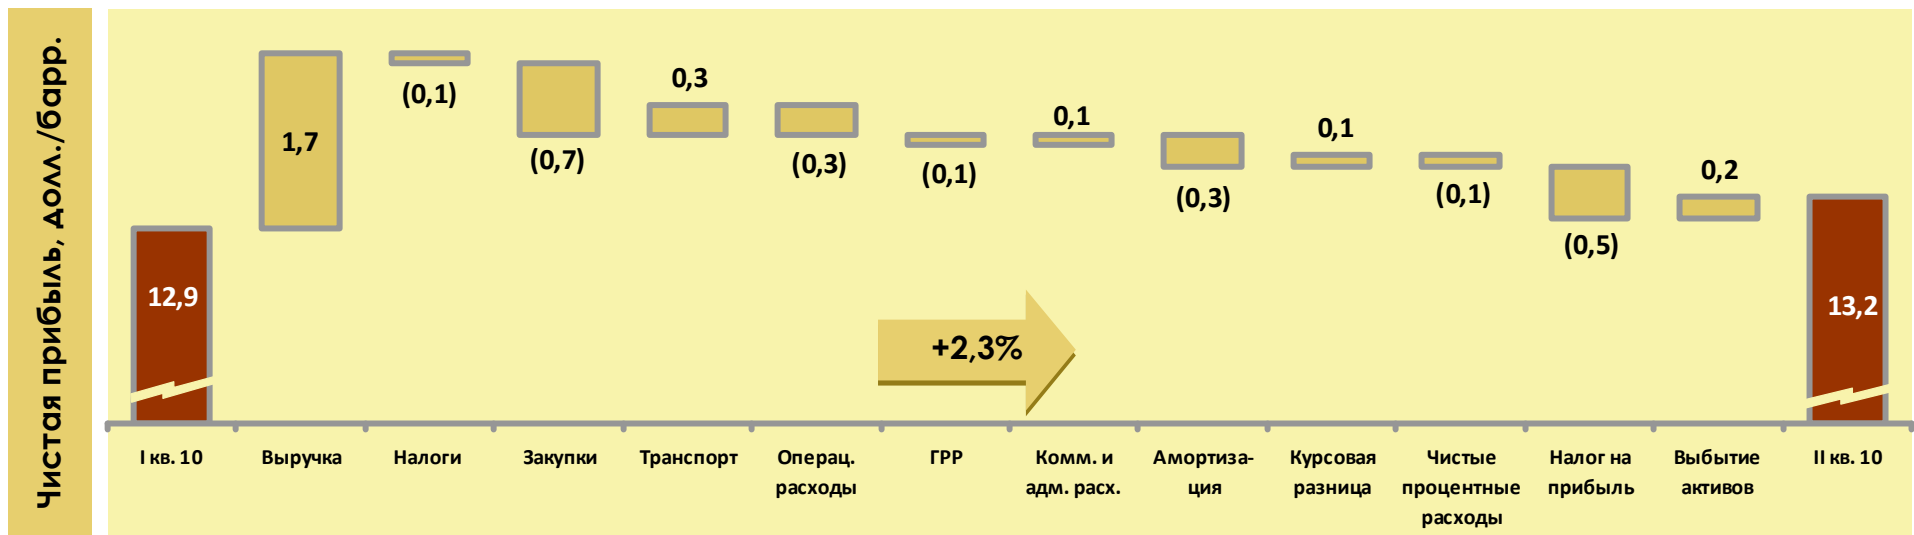 Чистая прибыль, долл./барр.
12,9
1,7
(0,1)
(0,7)
0,3
(0,3)
(0,1)
0,1
(0,3)
0,1
(0,1)
(0,5)
0,2
13,2
+2,3%
I кв. 10
Выручка
Налоги
Закупки
Транспорт
Операц.
расходы
ГРР
Комм. и
адм. расх.
Амортиза-
ция
Курсовая
разница
Чистые
процентные
расходы
Налог на
прибыль
Выбытие
активов
II кв. 10